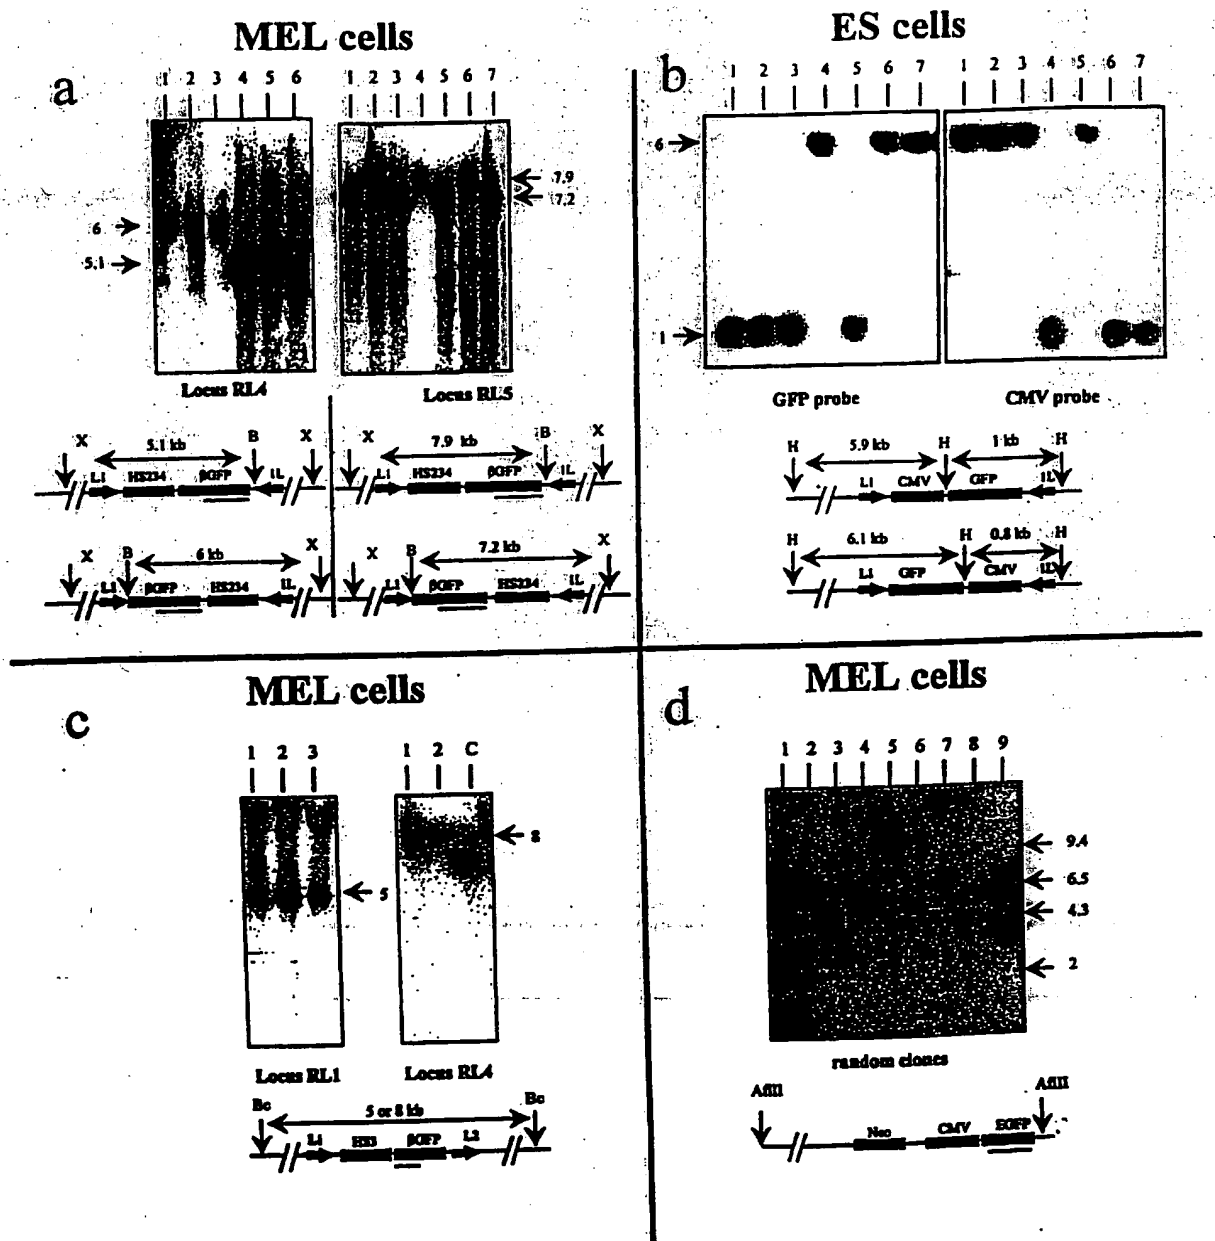 MEL cells
ES cells
a
1 2 3 4 5 6
1 2 3 4 5 6 7
6
5.1
7.9
7.2
Locus RL4
Locus RL5
X 5.1 kb B X
L1 HS234 βGFP 1L
X 7.9 kb B X
L1 HS234 βGFP 1L
X B 6 kb X
L1 βGFP HS234 1L
X B 7.2 kb X
L1 βGFP HS234 1L
b
1 2 3 4 5 6 7
1 2 3 4 5 6 7
6
1
GFP probe
CMV probe
H 5.9 kb H 1 kb H
L1 CMV GFP 1L
H 6.1 kb H 0.8 kb H
L1 GFP CMV 1L
MEL cells
c
1 2 3
1 2 C
8
5
Locus RL1
Locus RL4
Bc 5 or 8 kb Bc
L1 HS3 βGFP L2
MEL cells
d
1 2 3 4 5 6 7 8 9
9.4
6.5
4.3
2
random clones
AflII AflII
Neo CMV EGFP